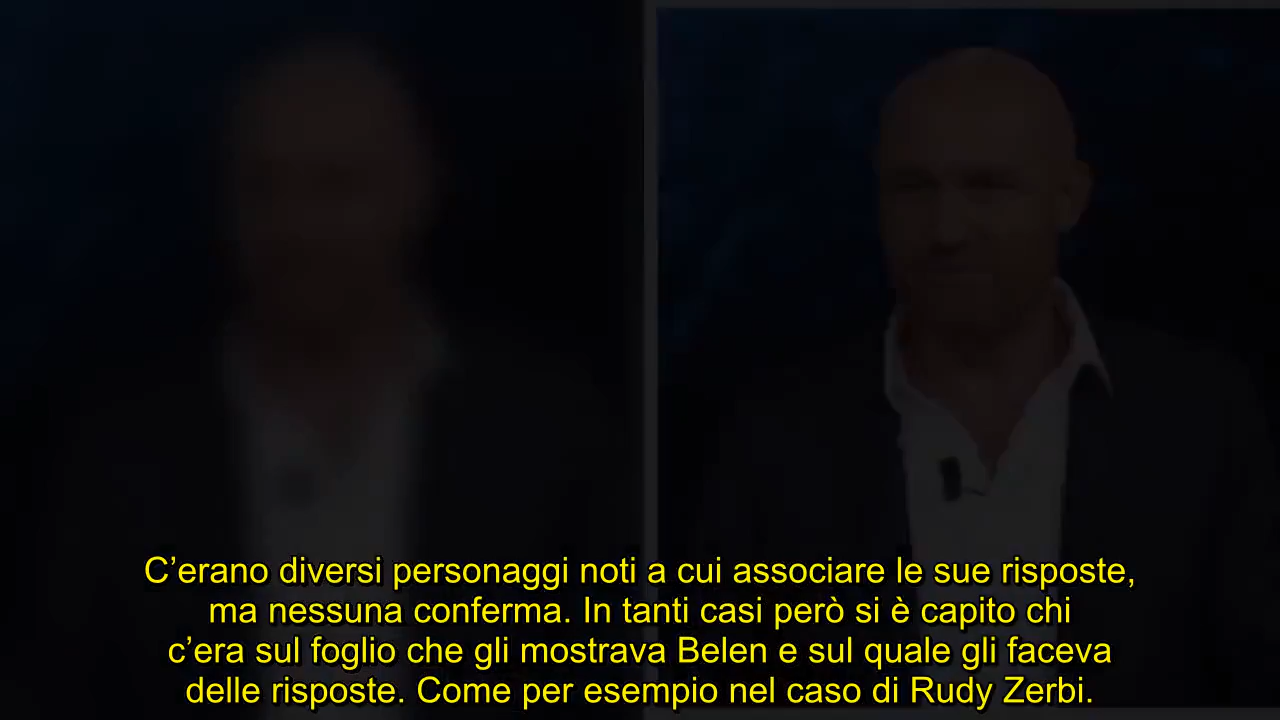 C’erano diversi personaggi noti a cui associare le sue risposte,
ma nessuna conferma. In tanti casi però si è capito chi
c’era sul foglio che gli mostrava Belen e sul quale gli faceva
delle risposte. Come per esempio nel caso di Rudy Zerbi.